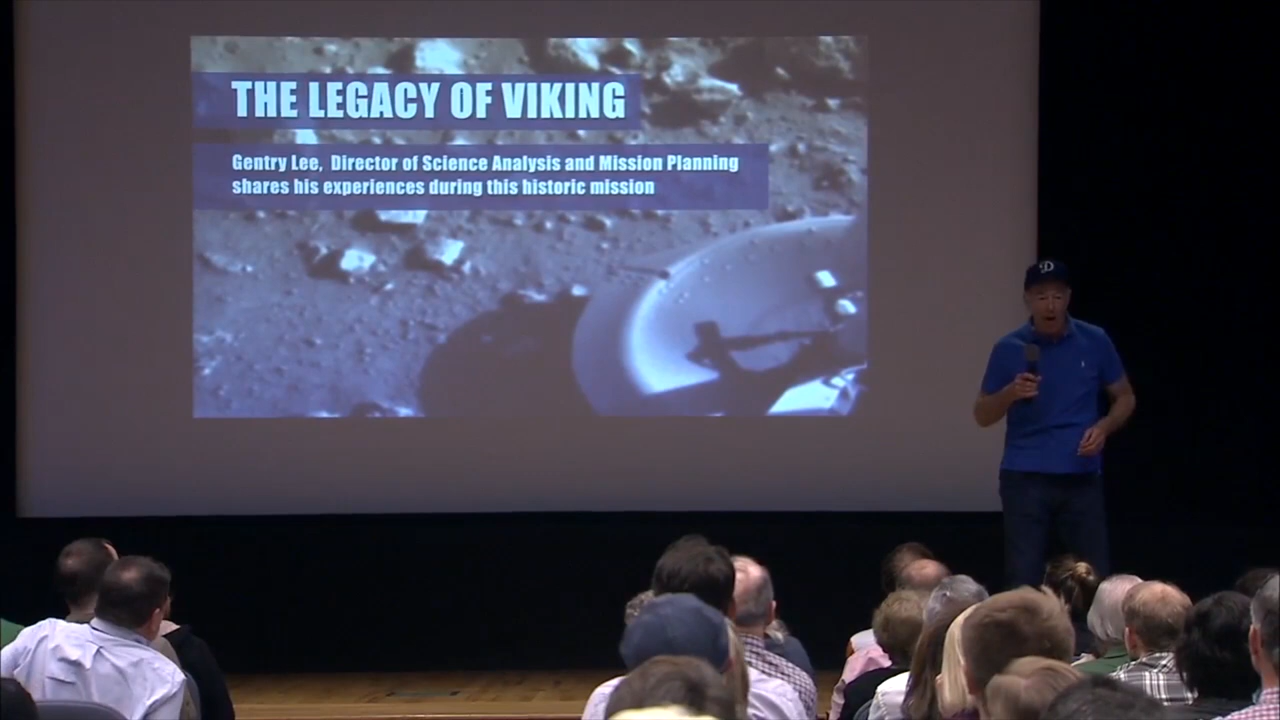 THE LEGACY OF VIKING
Gentry Lee, Director of Science Analysis and Mission Planning
shares his experiences during this historic mission
D